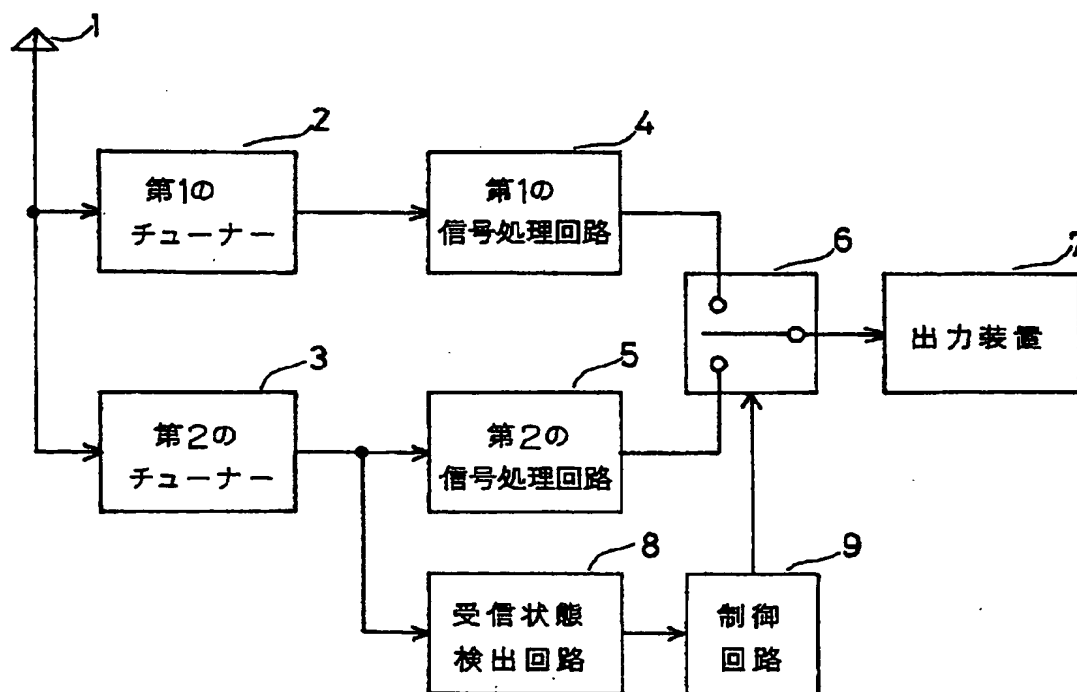 1
2
第1の
チューナー
4
第1の
信号処理回路
6
7
出力装置
3
第2の
チューナー
5
第2の
信号処理回路
8
受信状態
検出回路
9
制御
回路